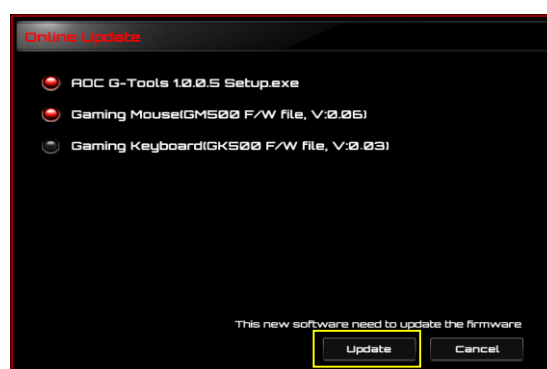 Online Update
AOC G-Tools 1.0.0.5 Setup.exe
Gaming Mouse(GM500 F/W file, V:0.06)
Gaming Keyboard(GK500 F/W file, V:0.03)
This new software need to update the firmware
Update
Cancel